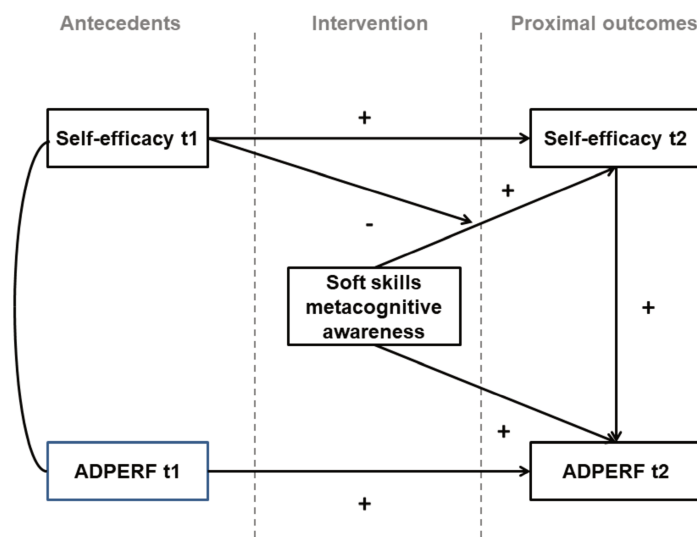 Antecedents
Intervention
Proximal outcomes
Self-efficacy t1
+
Self-efficacy t2
+
-
Soft skills
metacognitive
awareness
+
+
ADPERF t1
ADPERF t2
+